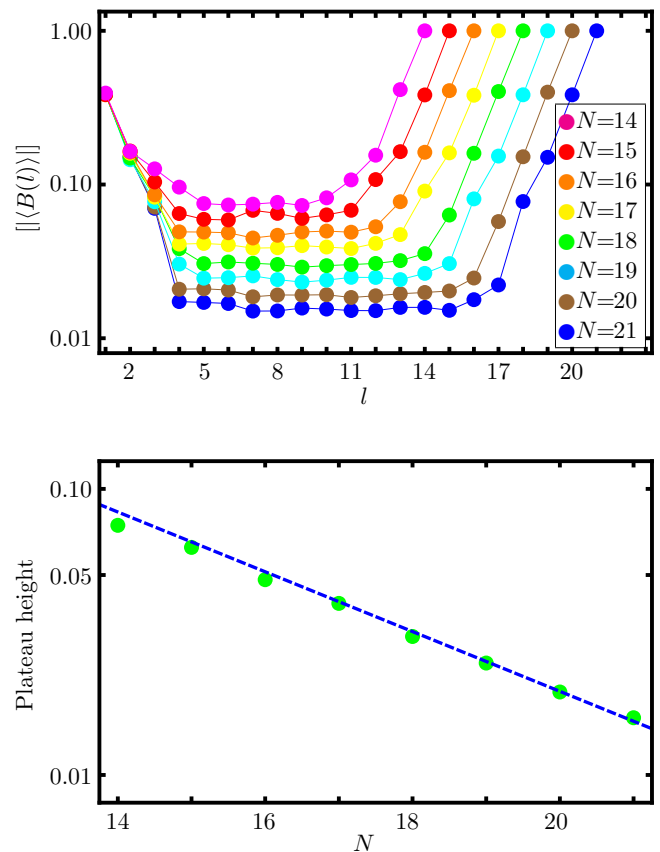 1.00
0.10
0.01
[|⟨B(l)⟩|]
N=14
N=15
N=16
N=17
N=18
N=19
N=20
N=21
2 5 8 11 14 17 20
l
0.10
0.05
0.01
Plateau height
14 16 18 20
N